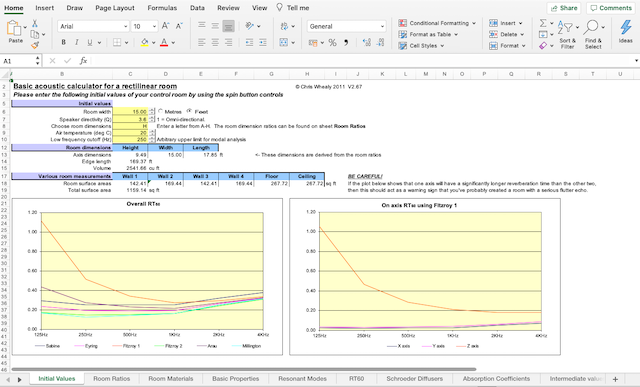 Home Insert Draw Page Layout Formulas Data Review View Tell me Share Comments
Paste Arial 10 A A General Conditional Formatting Insert
B I U A $ % Format as Table Delete Sort & Filter Find & Select Ideas
Cell Styles Format
A1 fx
A B C D E F G H I J K L M N O P Q R S
Basic acoustic calculator for a rectilinear room © Chris Whealy 2011 V2.67
Please enter the following initial values of your control room by using the spin button controls
Initial values
Room width 15.00 Metres Feet
Speaker directivity (Q) 3.6 1 = Omni-directional.
Choose room dimensions H Enter a letter from A-H. The room dimension ratios can be found on sheet Room Ratios
Air temperature (deg C) 20
Low frequency cutoff (Hz) 250 Arbitrary upper limit for modal analysis
Room dimensions Height Width Length
Axis dimensions 9.49 15.00 17.85 ft <- These dimensions are derived from the room ratios
Edge length 169.37 ft
Volume 2541.66 cu ft
Various room measurements Wall 1 Wall 2 Wall 3 Wall 4 Floor Ceiling BE CAREFUL!
Room surface areas 142.41 169.44 142.41 169.44 267.72 267.72 sq ft If the plot below shows that one axis will have a significantly longer reverberation time than the other two,
Total surface area 1159.14 sq ft then this should act as a warning sign that you've probably created a room with a serious flutter echo.
Overall RT60
1.20
1.00
0.80
0.60
0.40
0.20
0.00
125Hz 250Hz 500Hz 1KHz 2KHz 4KHz
Sabine Eyring Fitzroy 1 Fitzroy 2 Arau Millington
On axis RT60 using Fitzroy 1
1.20
1.00
0.80
0.60
0.40
0.20
0.00
125Hz 250Hz 500Hz 1KHz 2KHz 4KHz
X axis Y axis Z axis
Initial Values Room Ratios Room Materials Basic Properties Resonant Modes RT60 Schroeder Diffusers Absorption Coefficients Intermediate